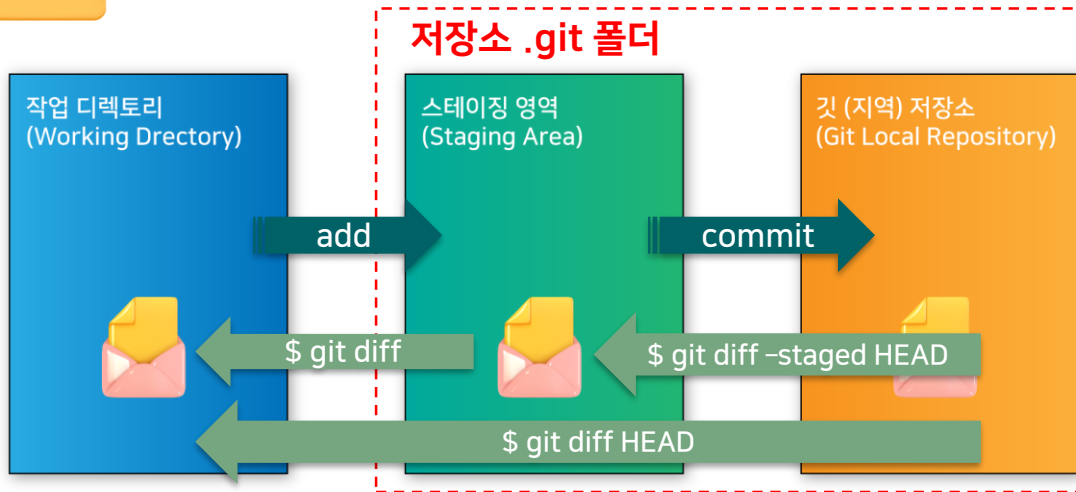 저장소 .git 폴더
작업 디렉토리
(Working Drectory)
스테이징 영역
(Staging Area)
깃 (지역) 저장소
(Git Local Repository)
add
commit
$ git diff
$ git diff –staged HEAD
$ git diff HEAD